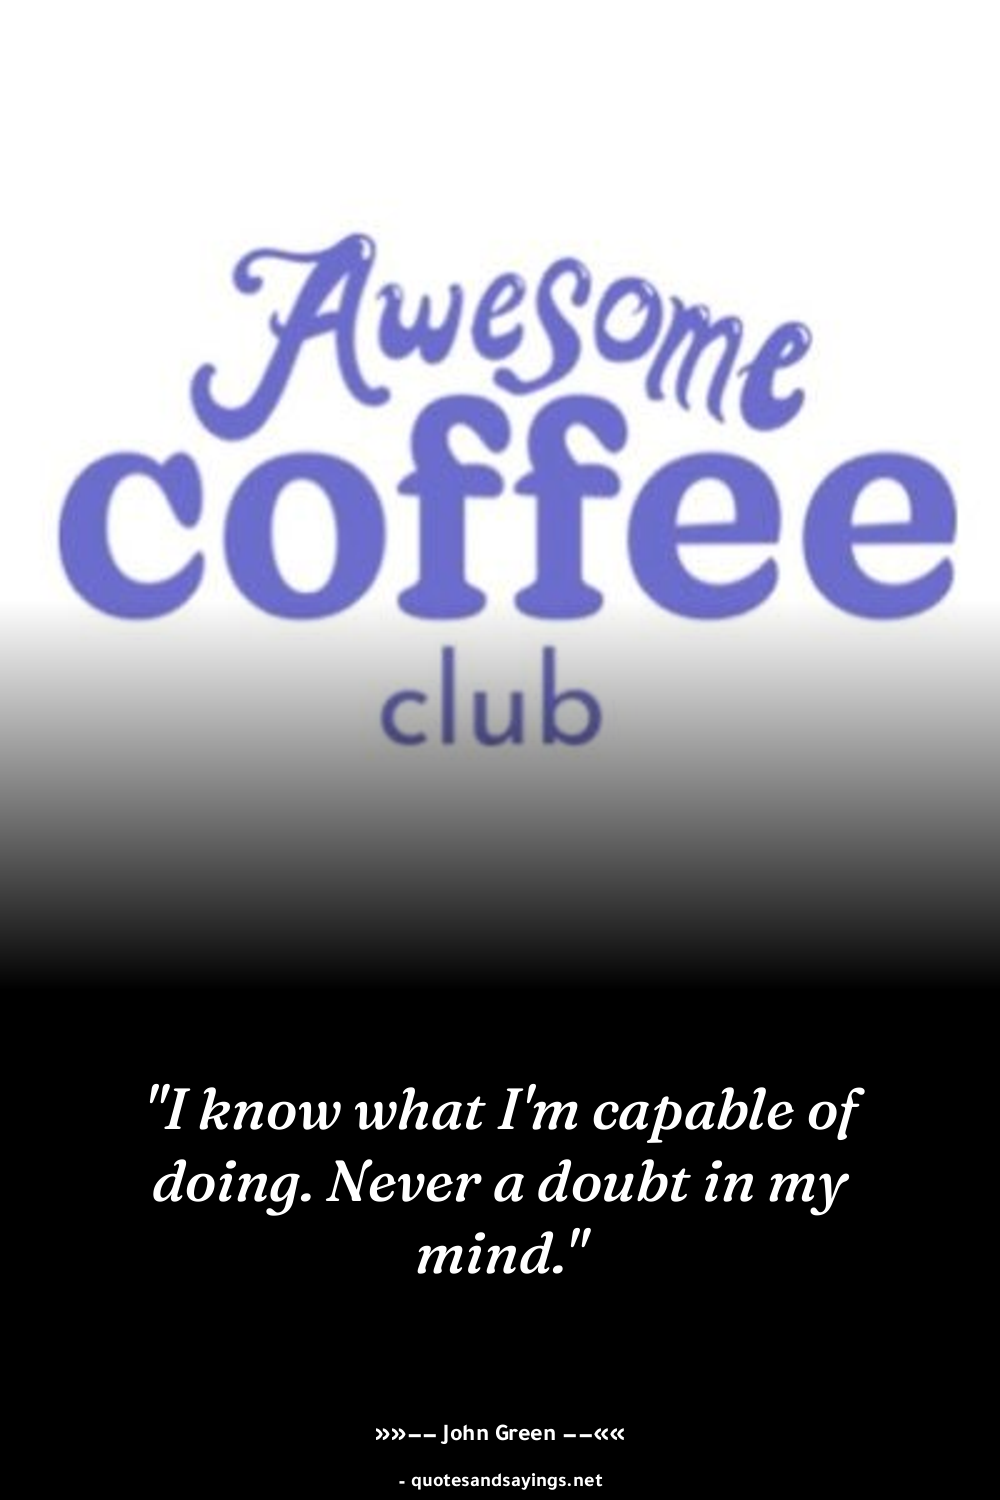 Awesome
coffee
club
"I know what I'm capable of
doing. Never a doubt in my
mind."
»»−− John Green −−««
- quotesandsayings.net